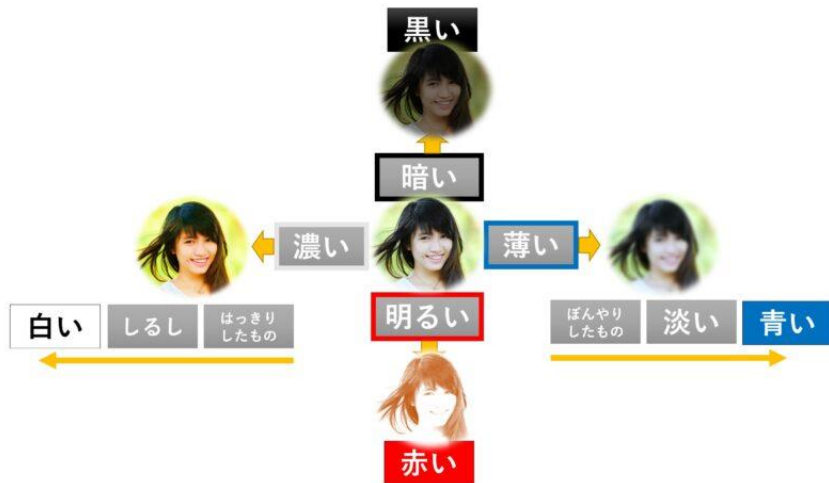 黒い
暗い
濃い
薄い
明るい
白い
しるし
はっきり
したもの
ぼんやり
したもの
淡い
青い
赤い